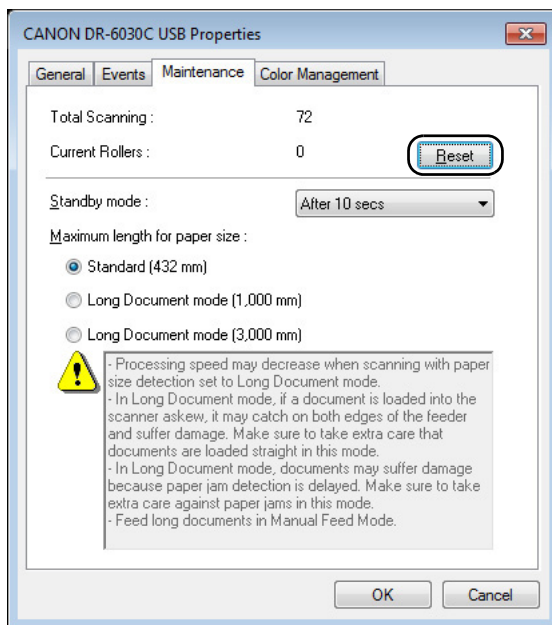 CANON DR-6030C USB Properties
General Events Maintenance Color Management
Total Scanning : 72
Current Rollers : 0 Reset
Standby mode : After 10 secs
Maximum length for paper size :
Standard (432 mm)
Long Document mode (1,000 mm)
Long Document mode (3,000 mm)
- Processing speed may decrease when scanning with paper
size detection set to Long Document mode.
- In Long Document mode, if a document is loaded into the
scanner askew, it may catch on both edges of the feeder
and suffer damage. Make sure to take extra care that
documents are loaded straight in this mode.
- In Long Document mode, documents may suffer damage
because paper jam detection is delayed. Make sure to take
extra care against paper jams in this mode.
- Feed long documents in Manual Feed Mode.
OK Cancel